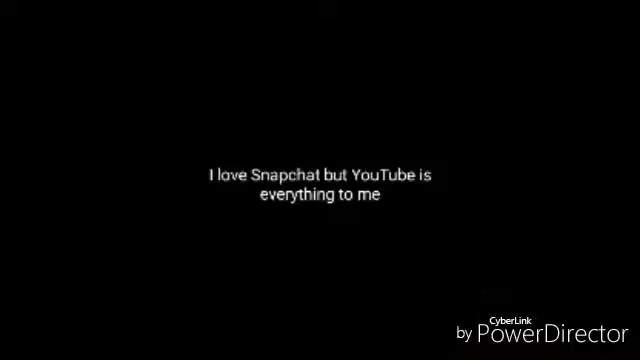 I love Snapchat but YouTube is
everything to me
CyberLink
by PowerDirector